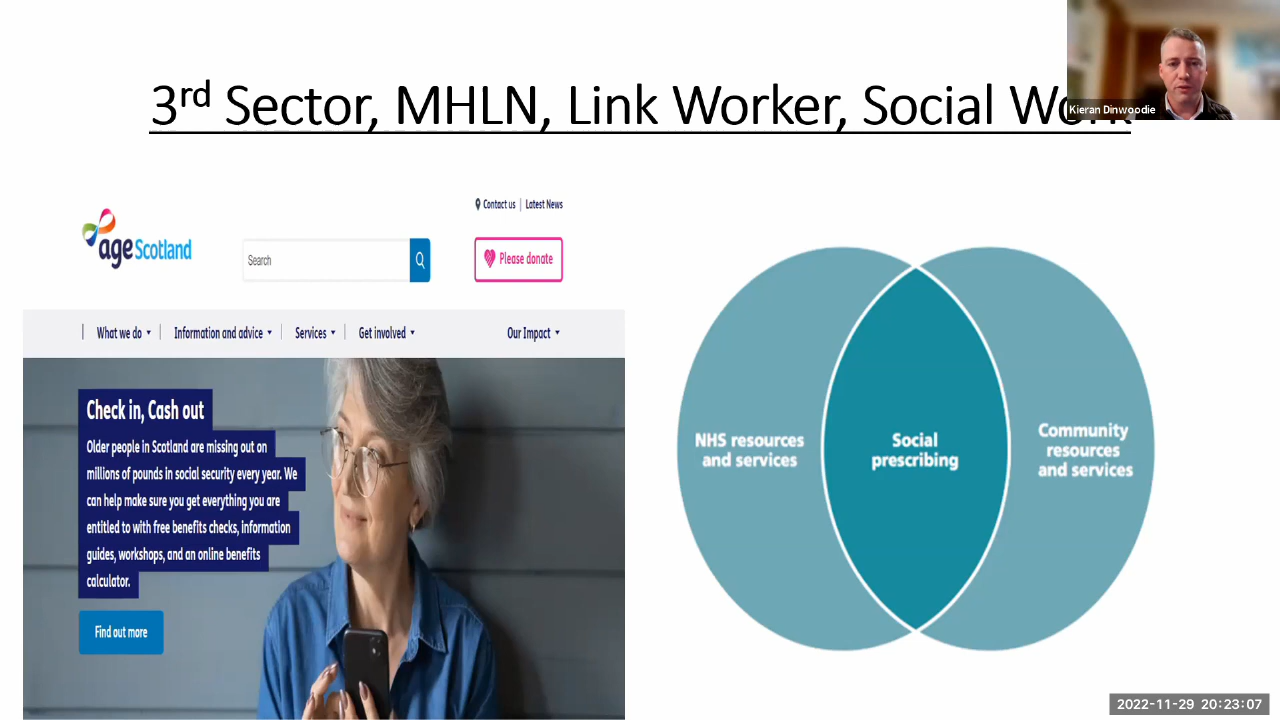 3rd Sector, MHLN, Link Worker, Social Work
Kieran Dinwoodie
Contact us | Latest News
age Scotland
Search
Please donate
What we do
Information and advice
Services
Get involved
Our Impact
Check in, Cash out
Older people in Scotland are missing out on
millions of pounds in social security every year. We
can help make sure you get everything you are
entitled to with free benefits checks, information
guides, workshops, and an online benefits
calculator.
Find out more
NHS resources
and services
Social
prescribing
Community
resources
and services
2022-11-29 20:23:07